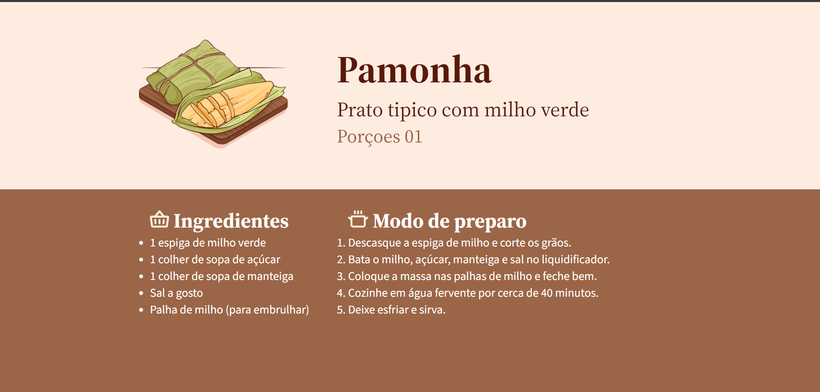 Pamonha
Prato tipico com milho verde
Porçoes 01
Ingredientes
• 1 espiga de milho verde
• 1 colher de sopa de açúcar
• 1 colher de sopa de manteiga
• Sal a gosto
• Palha de milho (para embrulhar)
Modo de preparo
1. Descasque a espiga de milho e corte os grãos.
2. Bata o milho, açúcar, manteiga e sal no liquidificador.
3. Coloque a massa nas palhas de milho e feche bem.
4. Cozinhe em água fervente por cerca de 40 minutos.
5. Deixe esfriar e sirva.